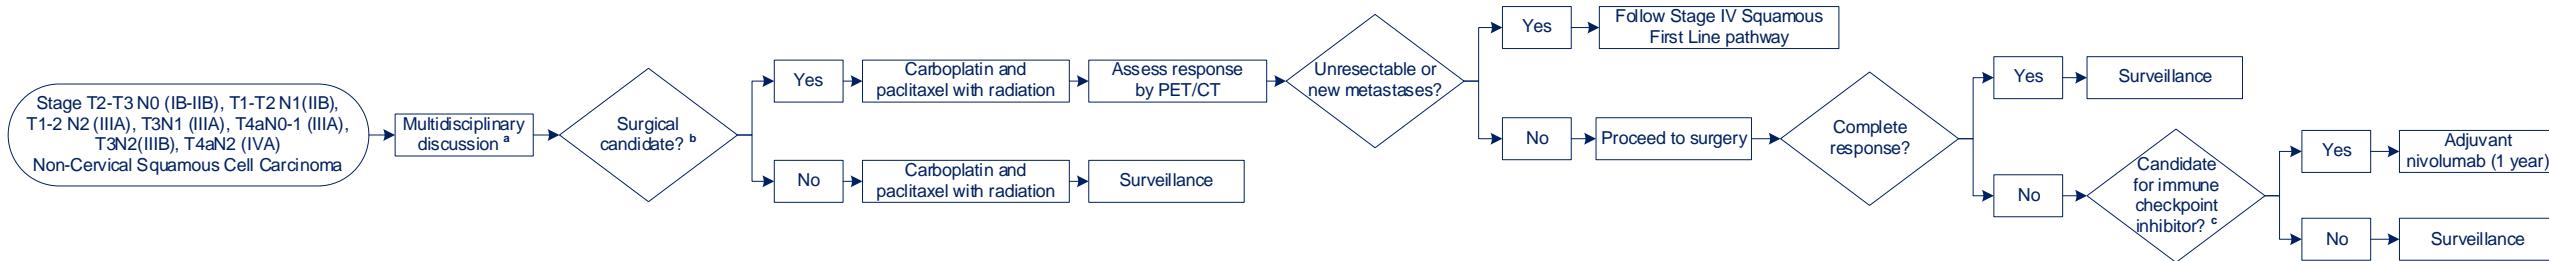 Stage T2-T3 N0 (IB-IIB), T1-T2 N1(IIB),
T1-2 N2 (IIIA), T3N1 (IIIA), T4aN0-1 (IIIA),
T3N2(IIIB), T4aN2 (IVA)
Non-Cervical Squamous Cell Carcinoma
Multidisciplinary
discussion a
Surgical
candidate? b
Yes
Carboplatin and
paclitaxel with radiation
Assess response
by PET/CT
Unresectable or
new metastases?
Yes
Follow Stage IV Squamous
First Line pathway
No
Proceed to surgery
Complete
response?
Yes
Surveillance
No
Candidate
for immune
checkpoint
inhibitor? c
Yes
Adjuvant
nivolumab (1 year)
No
Surveillance
No
Carboplatin and
paclitaxel with radiation
Surveillance